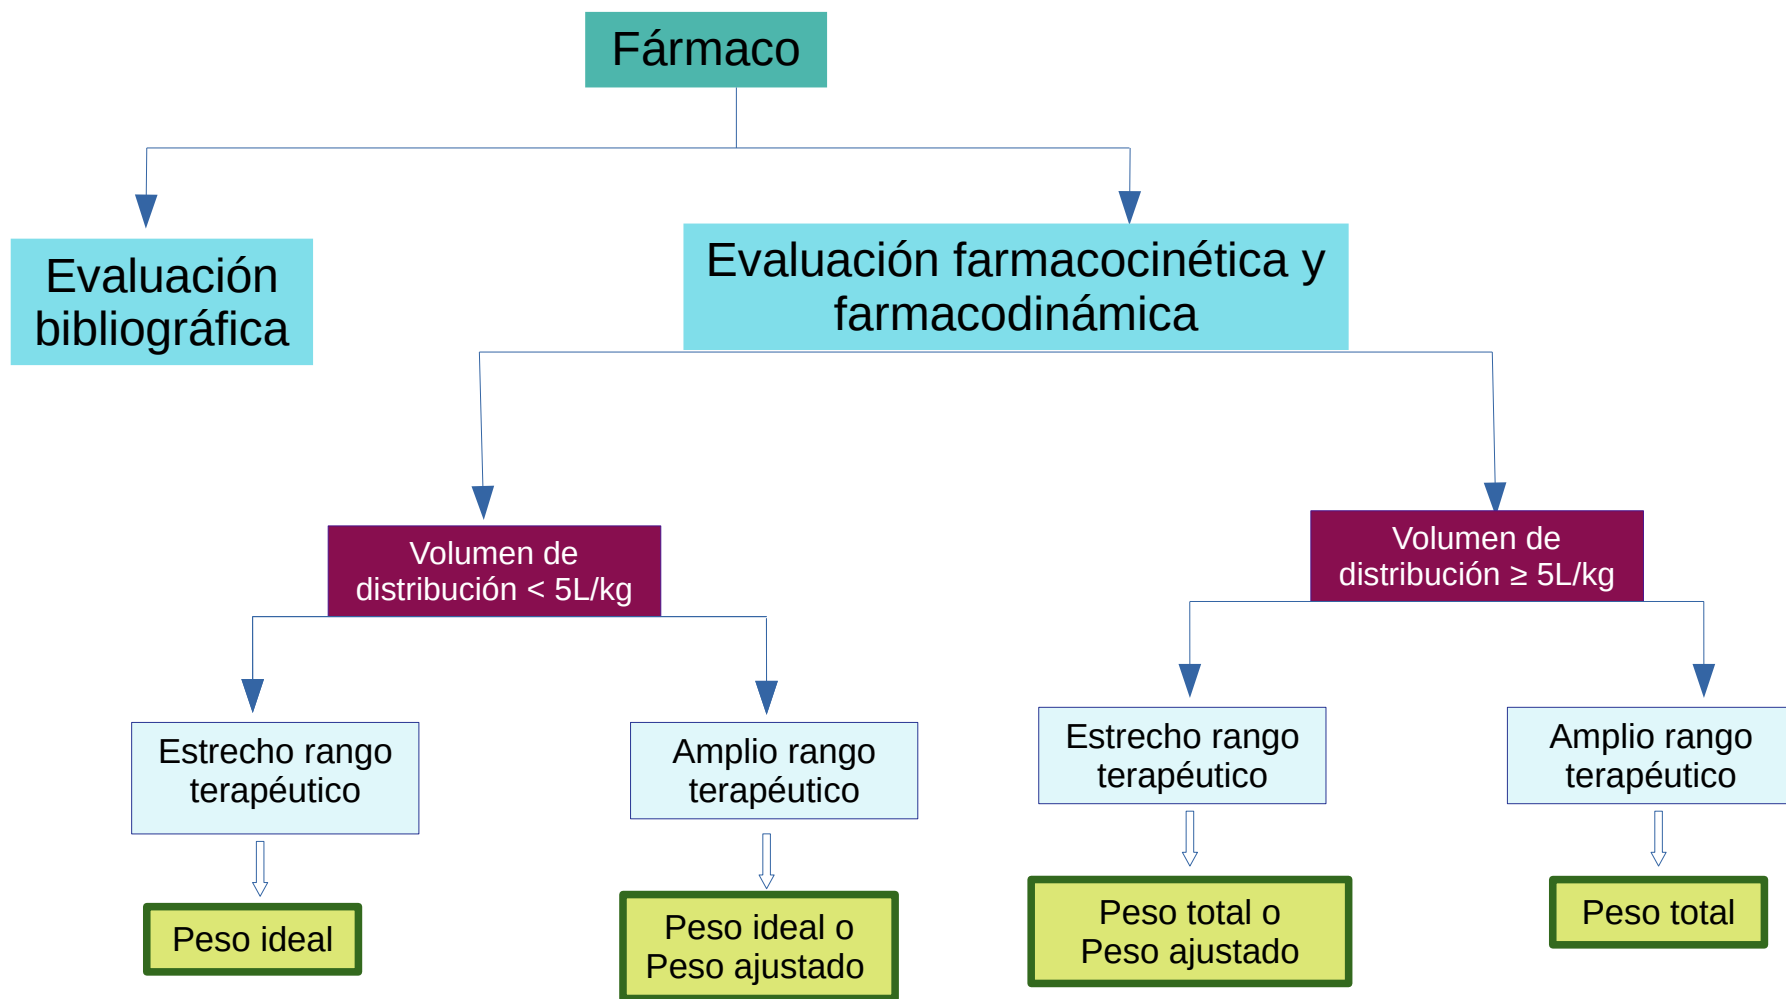 Fármaco
Evaluación
bibliográfica
Evaluación farmacocinética y
farmacodinámica
Volumen de
distribución < 5L/kg
Volumen de
distribución ≥ 5L/kg
Estrecho rango
terapéutico
Amplio rango
terapéutico
Estrecho rango
terapéutico
Amplio rango
terapéutico
Peso ideal
Peso ideal o
Peso ajustado
Peso total o
Peso ajustado
Peso total